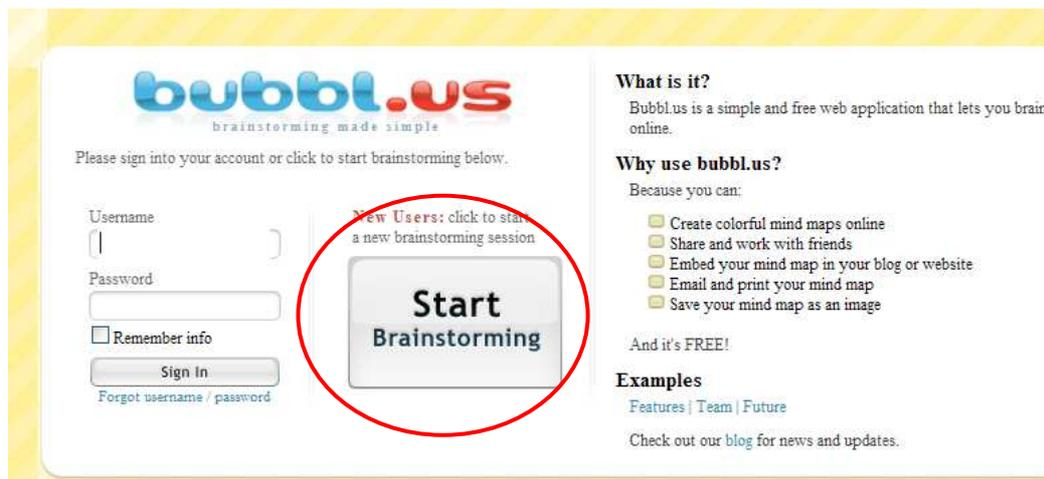 bubbl.us
brainstorming made simple
Please sign into your account or click to start brainstorming below.
Username
Password
Remember info
Sign In
Forgot username / password
New Users: click to start
a new brainstorming session
Start
Brainstorming
What is it?
Bubbl.us is a simple and free web application that lets you brain
online.
Why use bubbl.us?
Because you can:
Create colorful mind maps online
Share and work with friends
Embed your mind map in your blog or website
Email and print your mind map
Save your mind map as an image
And it's FREE!
Examples
Features | Team | Future
Check out our blog for news and updates.